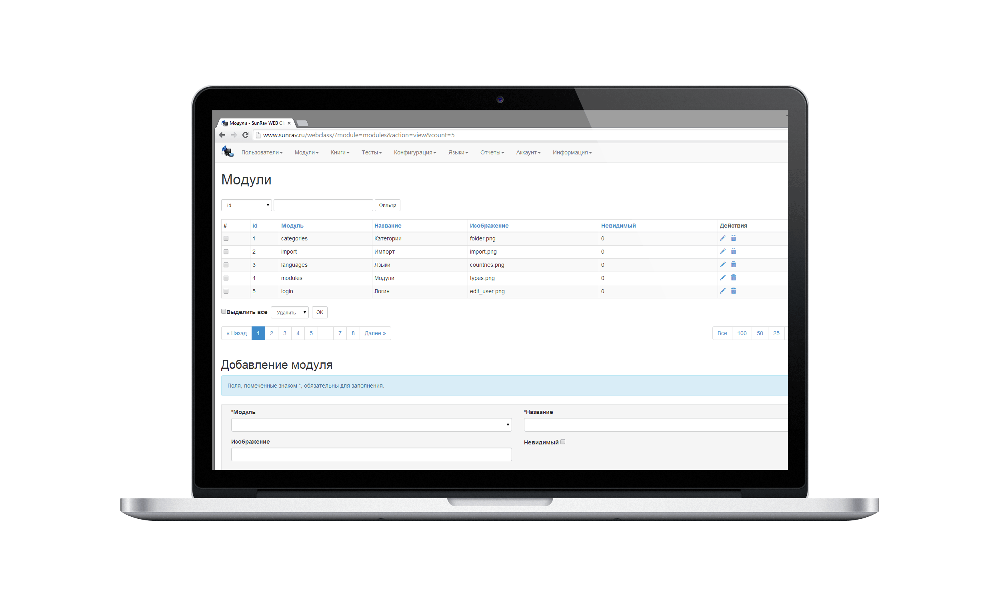 Модули - SunRav WEB Cl
www.sunrav.ru/webclass/?module=modules&action=view&count=5
Пользователи Модули Книги Тесты Конфигурация Языки Отчеты Аккаунт Информация
Модули
id Фильтр
# id Модуль Название Изображение Невидимый Действия
1 categories Категории folder.png 0
2 import Импорт import.png 0
3 languages Языки countries.png 0
4 modules Модули types.png 0
5 login Логин edit_user.png 0
Выделить все Удалить OK
« Назад 1 2 3 4 5 ... 7 8 Далее » Все 100 50 25
Добавление модуля
Поля, помеченные знаком *, обязательны для заполнения.
*Модуль *Название
Изображение Невидимый